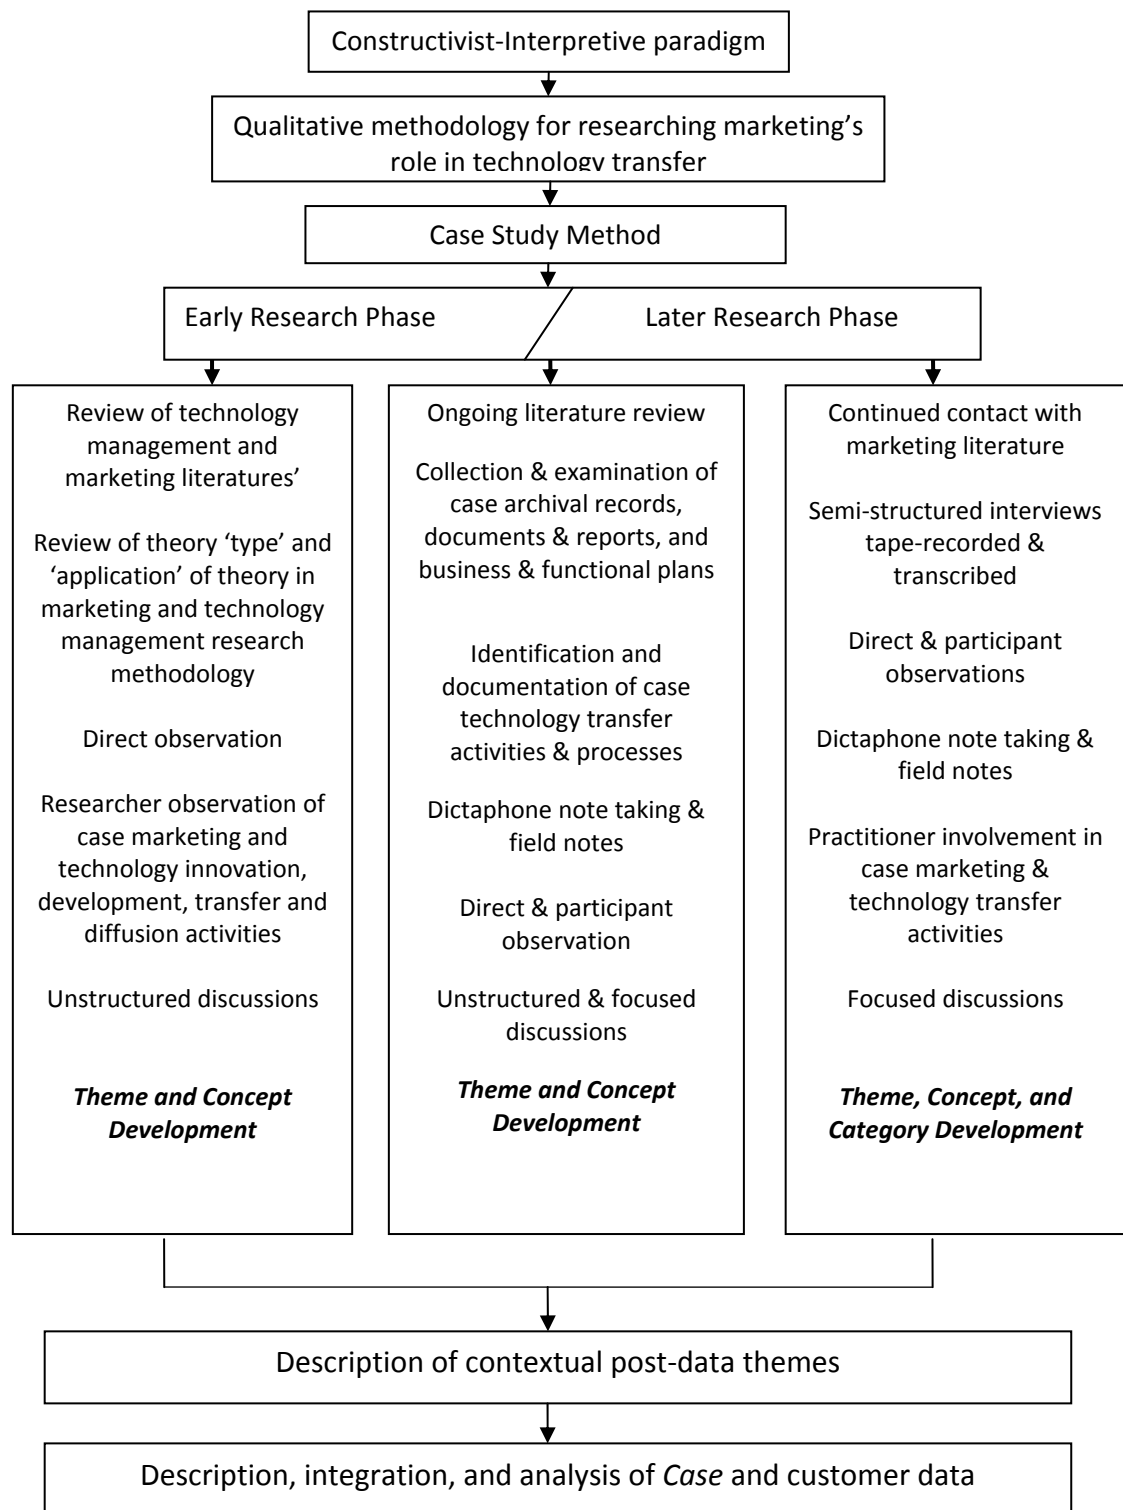 Constructivist-Interpretive paradigm
Qualitative methodology for researching marketing’s
role in technology transfer
Case Study Method
Early Research Phase
Later Research Phase
Review of technology
management and
marketing literatures’
Review of theory ‘type’ and
‘application’ of theory in
marketing and technology
management research
methodology
Direct observation
Researcher observation of
case marketing and
technology innovation,
development, transfer and
diffusion activities
Unstructured discussions
Theme and Concept
Development
Ongoing literature review
Collection & examination of
case archival records,
documents & reports, and
business & functional plans
Identification and
documentation of case
technology transfer
activities & processes
Dictaphone note taking &
field notes
Direct & participant
observation
Unstructured & focused
discussions
Theme and Concept
Development
Continued contact with
marketing literature
Semi-structured interviews
tape-recorded &
transcribed
Direct & participant
observations
Dictaphone note taking &
field notes
Practitioner involvement in
case marketing &
technology transfer
activities
Focused discussions
Theme, Concept, and
Category Development
Description of contextual post-data themes
Description, integration, and analysis of Case and customer data